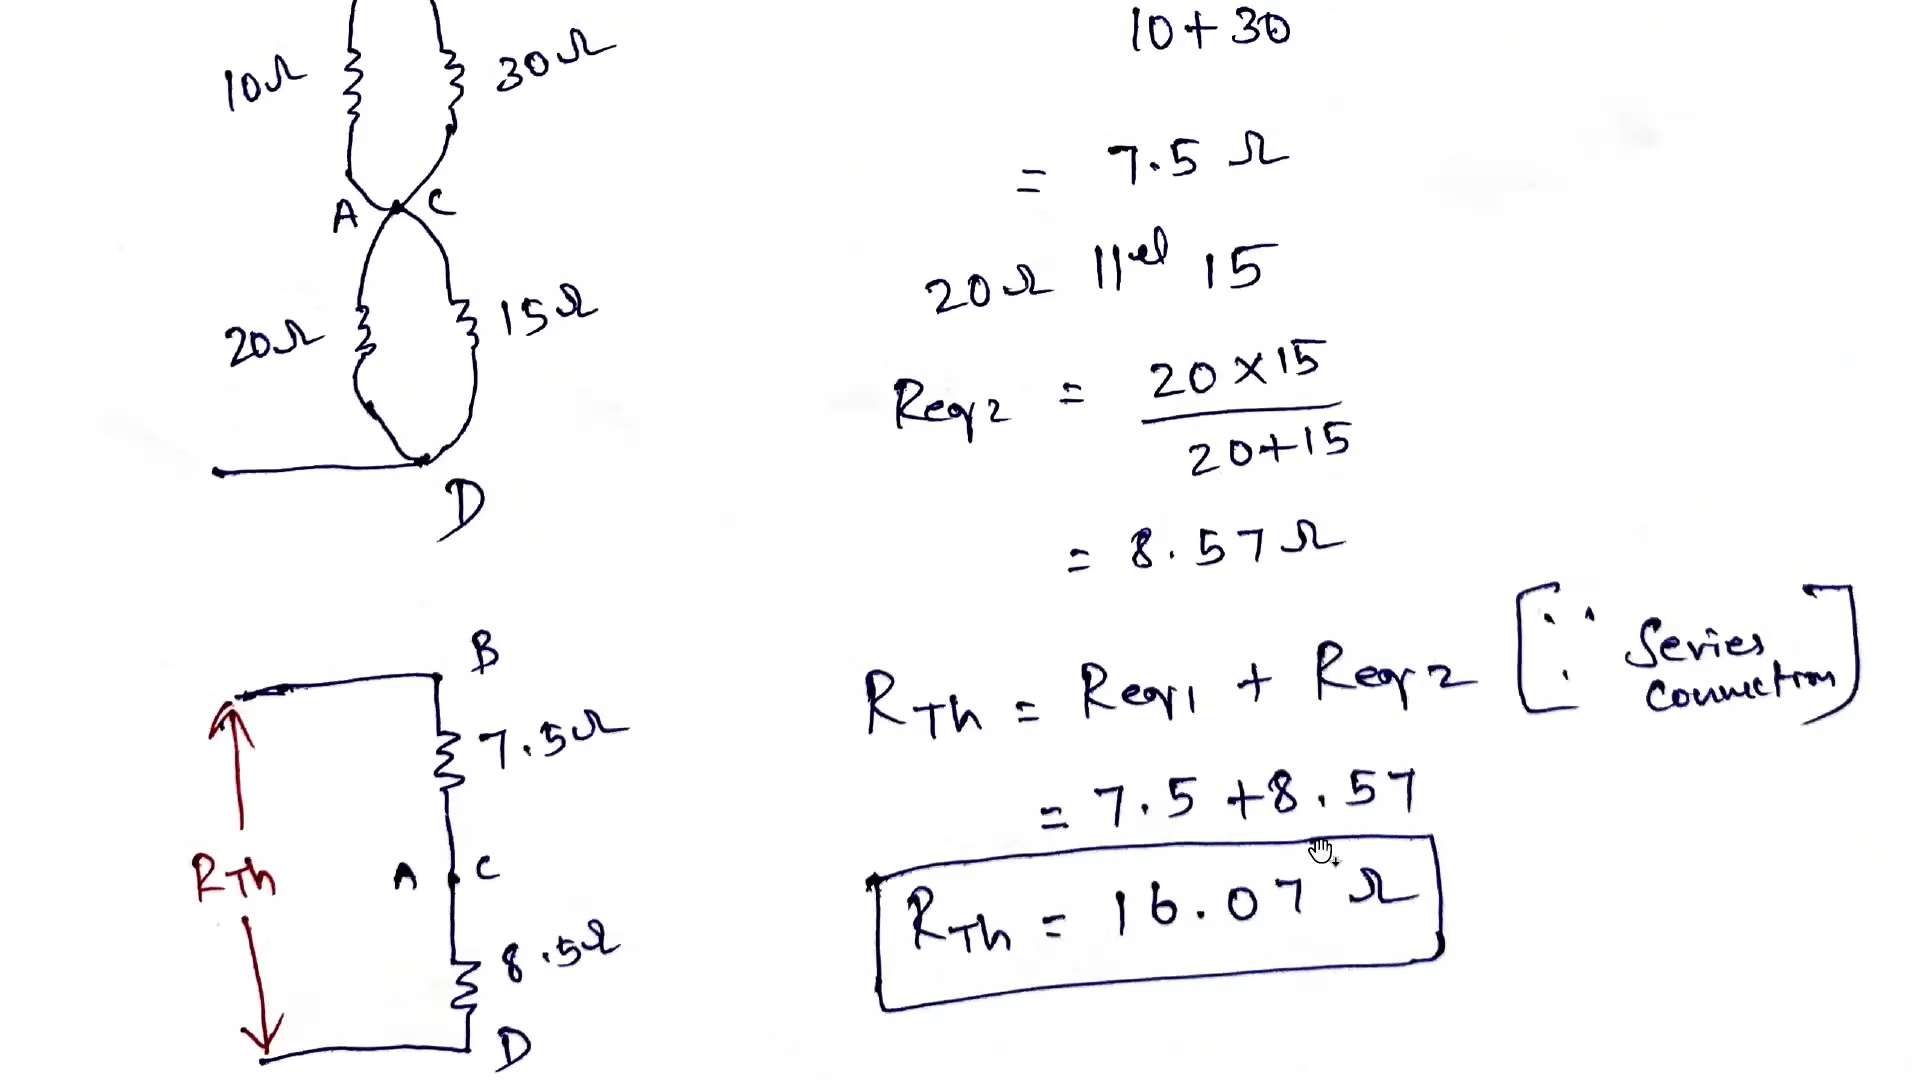 10Ω
30Ω
A
C
20Ω
15Ω
D
10+30
= 7.5 Ω
20Ω ||el 15
Req2 = 20 × 15
20+15
= 8.57Ω
B
7.5Ω
RTh
A
C
8.5Ω
D
RTh = Req1 + Req2 [∵ Series
Connection]
= 7.5 + 8.57
RTh = 16.07 Ω